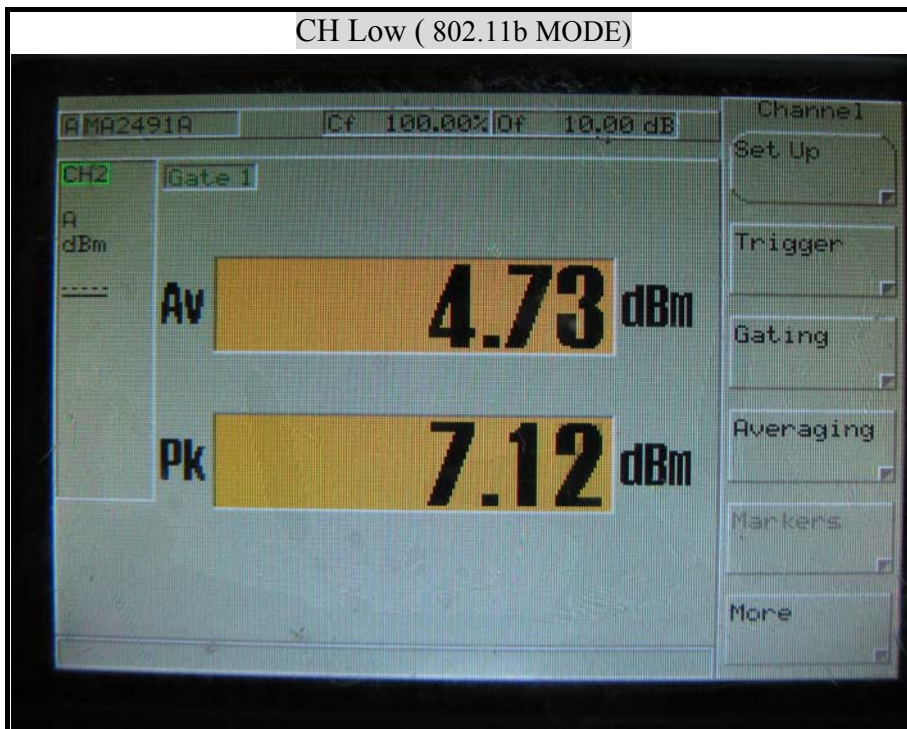 CH Low ( 802.11b MODE)
A MA2491A Cf 100.00% Of 10.00 dB
CH2
A
dBm
-----
Gate 1
Av 4.73 dBm
Pk 7.12 dBm
Channel
Set Up
Trigger
Gating
Averaging
Markers
More